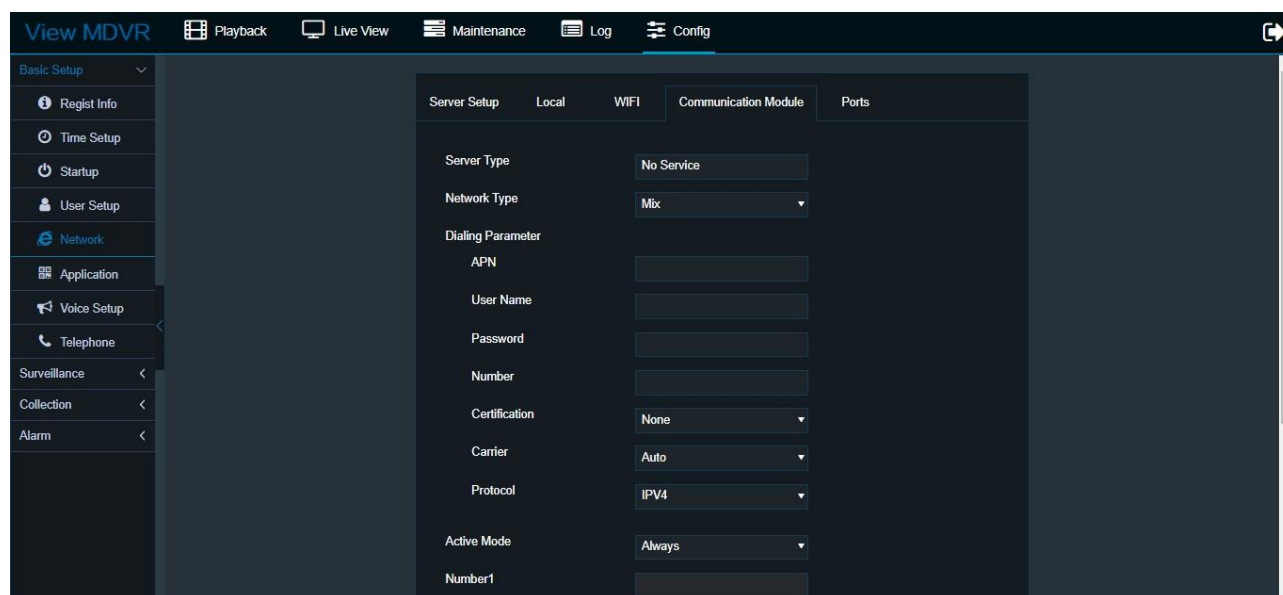 View MDVR Playback Live View Maintenance Log Config
Basic Setup
Regist Info
Time Setup
Startup
User Setup
Network
Application
Voice Setup
Telephone
Surveillance
Collection
Alarm
Server Setup Local WIFI Communication Module Ports
Server Type No Service
Network Type Mix
Dialing Parameter
APN
User Name
Password
Number
Certification None
Carrier Auto
Protocol IPV4
Active Mode Always
Number1